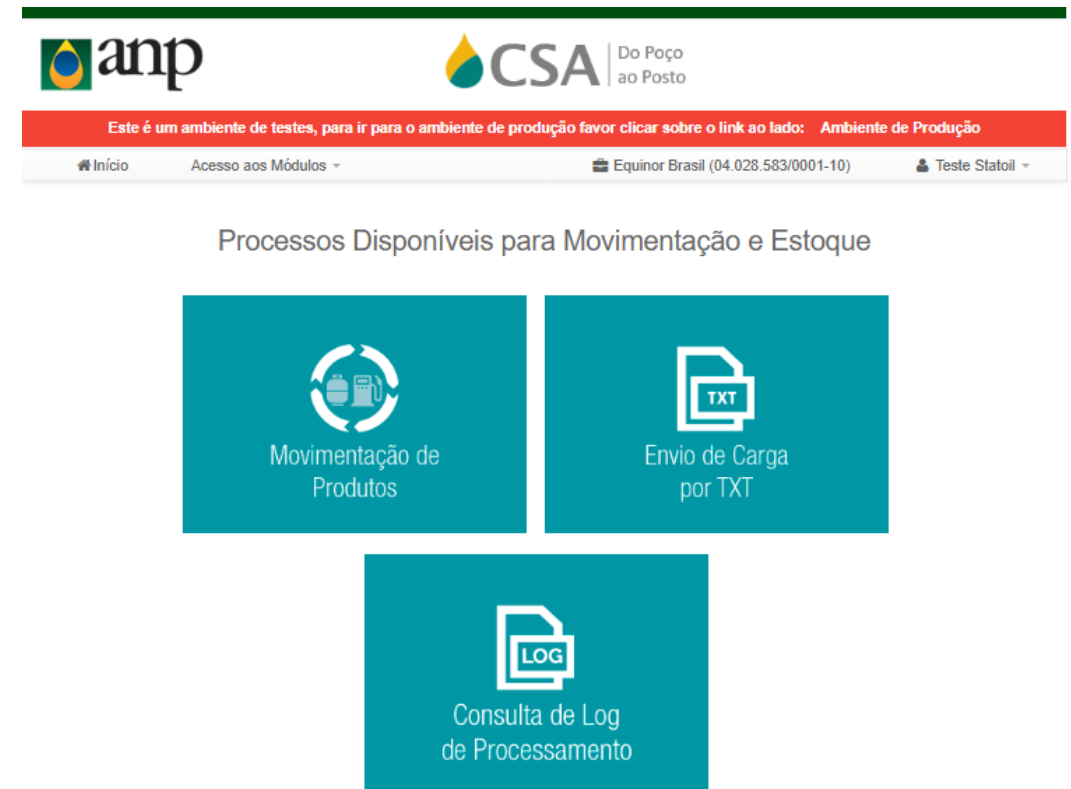 anp
CSA
Do Poço
ao Posto
Este é um ambiente de testes, para ir para o ambiente de produção favor clicar sobre o link ao lado: Ambiente de Produção
Início Acesso aos Módulos Equinor Brasil (04.028.583/0001-10) Teste Statoil
Processos Disponíveis para Movimentação e Estoque
Movimentação de
Produtos
TXT
Envio de Carga
por TXT
LOG
Consulta de Log
de Processamento